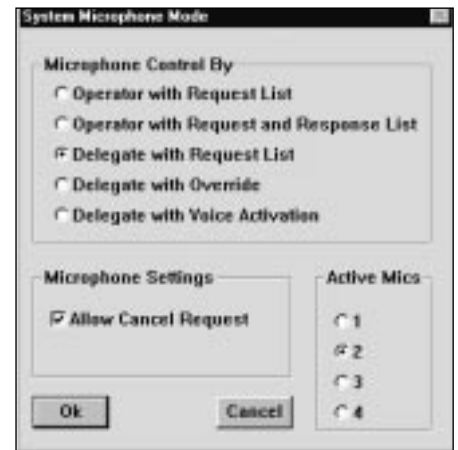 System Microphone Mode
Microphone Control By
Operator with Request List
Operator with Request and Response List
Delegate with Request List
Delegate with Override
Delegate with Voice Activation
Microphone Settings
Allow Cancel Request
Active Mics
1
2
3
4
Ok
Cancel